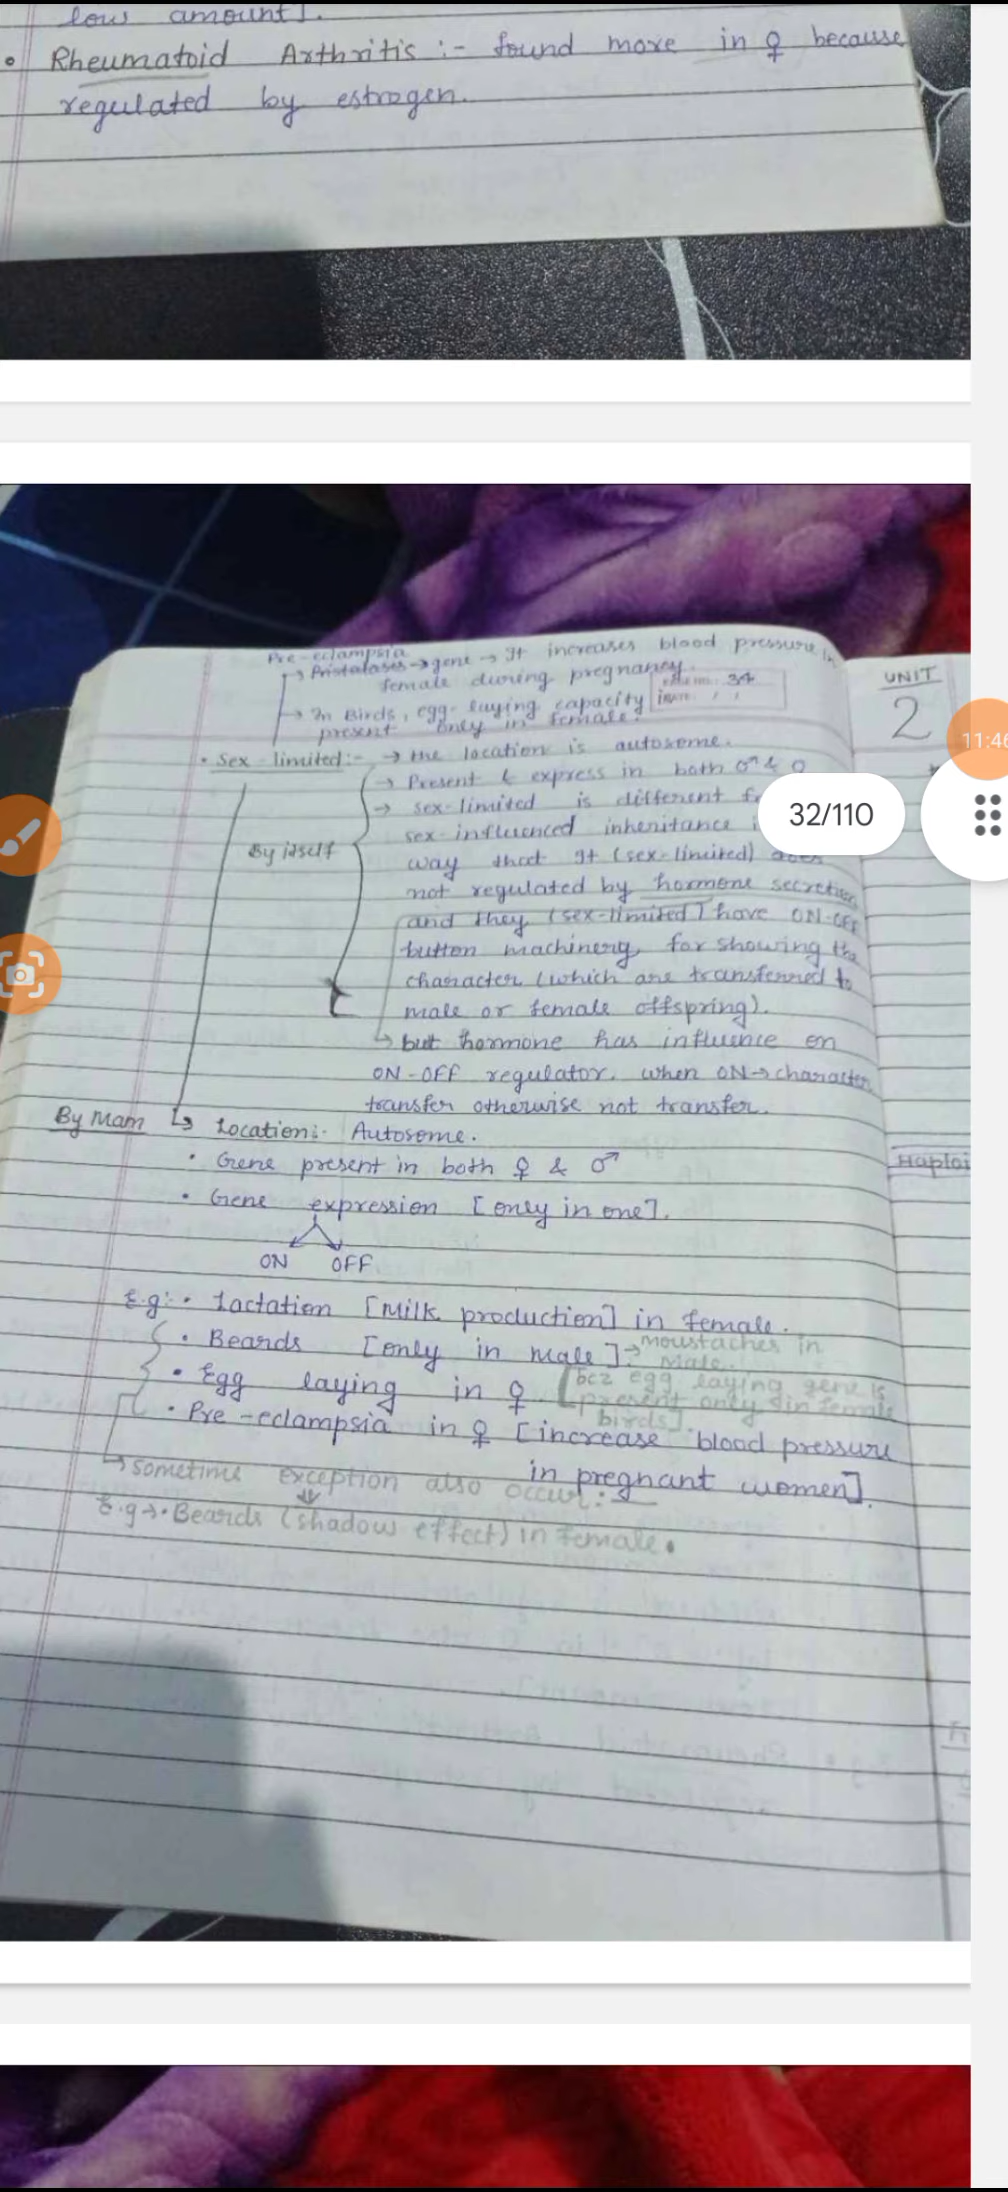 low amount].
• Rheumatoid Arthritis :- found more in ♀ because
regulated by estrogen.
Pre-eclampsia
→ gene → It increases blood pressure in
female during pregnancy.
34
→ In Birds, egg-laying capacity
present only in female.
UNIT
2
11:46
• Sex limited :- → the location is autosome.
→ Present & express in both ♂ & ♀
→ sex-limited is different
32/110
sex-influenced inheritance
By itself
way that It (sex-limited) does
not regulated by hormone secretion
and they (sex-limited) have ON-OFF
button machinery for showing the
character (which are transferred to
male or female offspring).
↳ but hormone has influence on
ON-OFF regulator. when ON → character
transfer otherwise not transfer.
By Mam ↳ Location :- Autosome.
• Gene present in both ♀ & ♂
Haploi
• Gene expression [only in one].
ON OFF
E.g :- • Lactation [Milk production] in female.
• Beards [only in male] → moustaches in
male.
• Egg laying in ♀ [bcz egg laying gene is
present only in female
birds].
• Pre-eclampsia in ♀ [increase blood pressure
in pregnant women].
↳ sometime exception also occur :-
E.g → • Beards (shadow effect) in female.